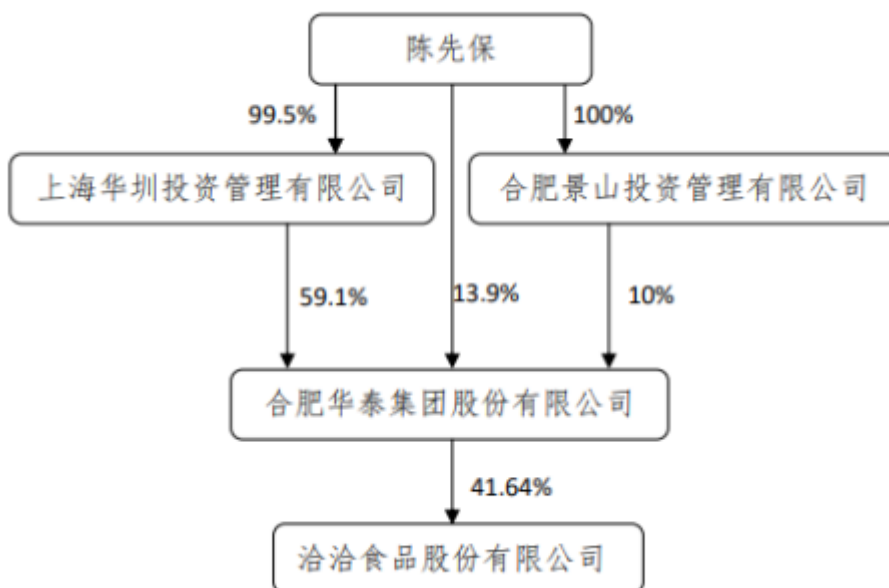 陈先保
99.5%
100%
上海华圳投资管理有限公司
合肥景山投资管理有限公司
59.1%
13.9%
10%
合肥华泰集团股份有限公司
41.64%
洽洽食品股份有限公司